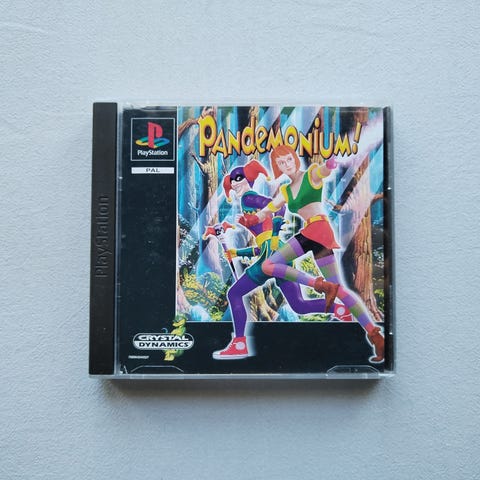 PlayStation
PAL
PANDEMONIUM!
PlayStation
CRYSTAL
DYNAMICS